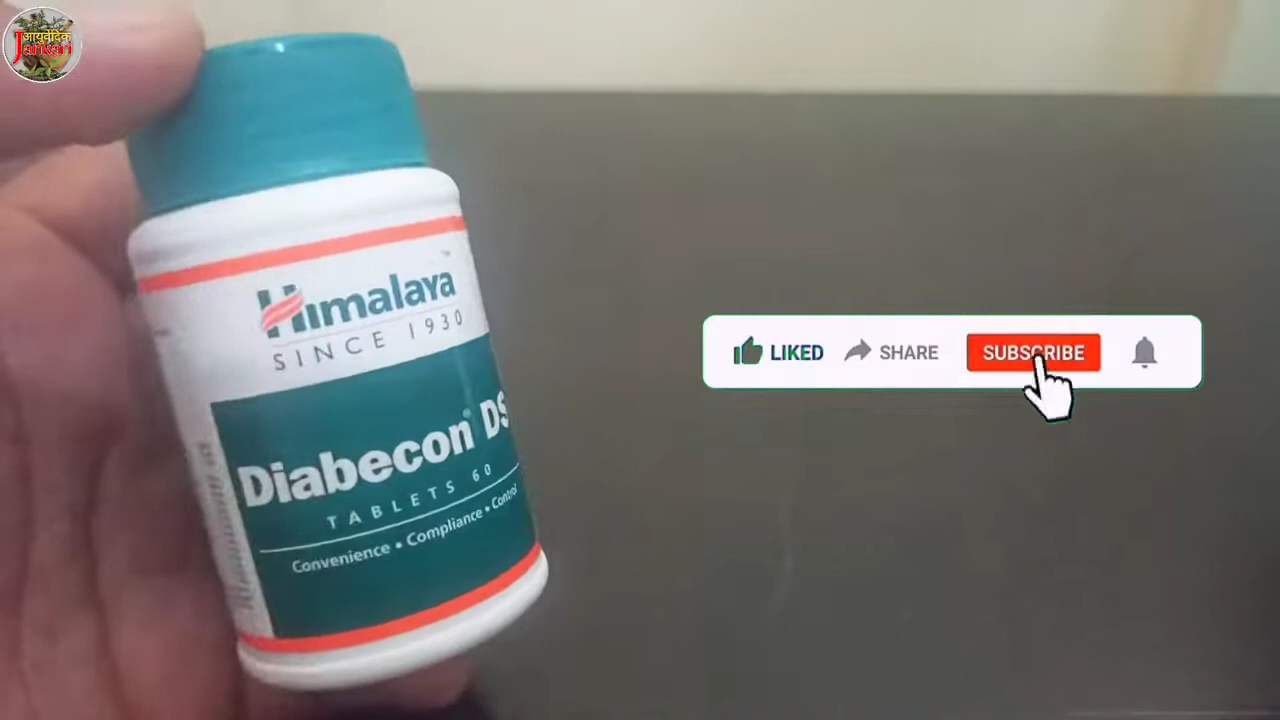 आयुर्वेदिक
Jankari
Himalaya
SINCE 1930
Diabecon® DS
TABLETS 60
Convenience • Compliance • Control
LIKED
SHARE
SUBSCRIBE